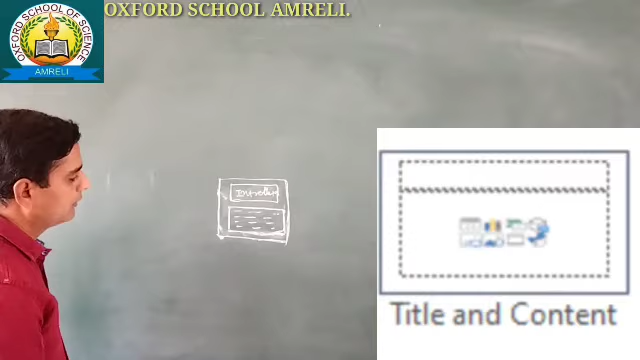 OXFORD SCHOOL AMRELI.
OXFORD SCHOOL OF SCIENCE
AMRELI
Title and Content